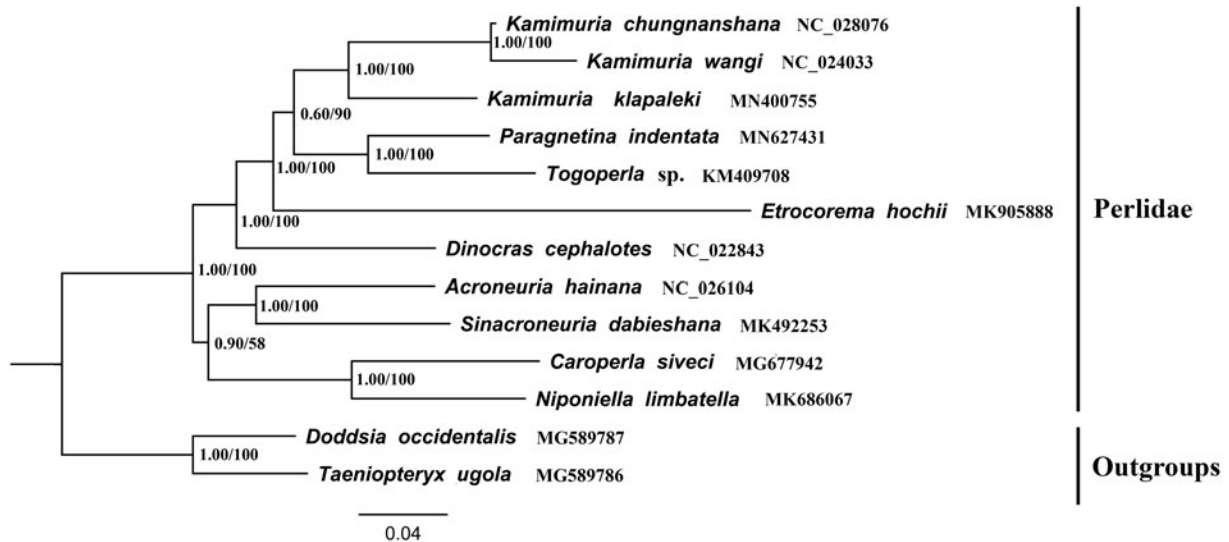 Kamimuria chungnanshana NC_028076
1.00/100
Kamimuria wangi NC_024033
1.00/100
Kamimuria klapaleki MN400755
0.60/90
Paragnetina indentata MN627431
1.00/100
1.00/100
Togoperla sp. KM409708
Etrocorema hochii MK905888
Perlidae
1.00/100
Dinocras cephalotes NC_022843
1.00/100
Acroneuria hainana NC_026104
1.00/100
Sinacroneuria dabieshana MK492253
0.90/58
Caroperla siveci MG677942
1.00/100
Niponiella limbatella MK686067
Doddsia occidentalis MG589787
1.00/100
Outgroups
Taeniopteryx ugola MG589786
0.04